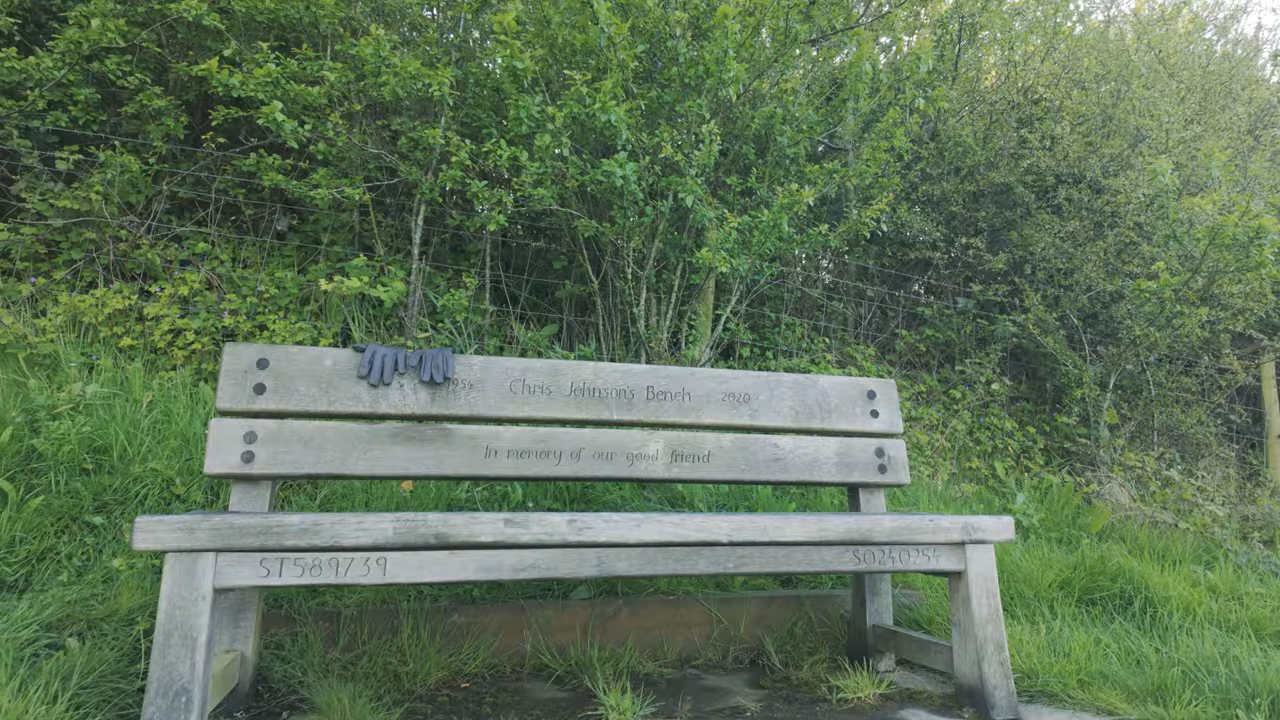 1954 Chris Johnson's Bench 2020
In memory of our good friend
ST589739 SO240254